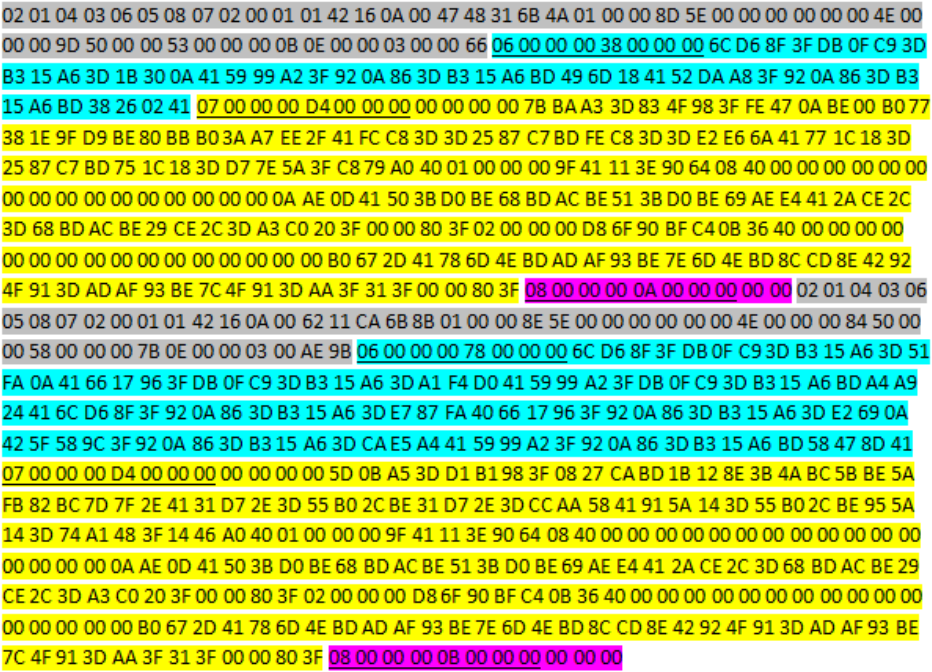 02 01 04 03 06 05 08 07 02 00 01 01 42 16 0A 00 47 48 31 6B 4A 01 00 00 8D 5E 00 00 00 00 00 00 4E 00
00 00 9D 50 00 00 53 00 00 00 0B 0E 00 00 03 00 00 66 06 00 00 00 38 00 00 00 6C D6 8F 3F DB 0F C9 3D
B3 15 A6 3D 1B 30 0A 41 59 99 A2 3F 92 0A 86 3D B3 15 A6 BD 49 6D 18 41 52 DA A8 3F 92 0A 86 3D B3
15 A6 BD 38 26 02 41 07 00 00 00 D4 00 00 00 00 00 00 00 7B BA A3 3D 83 4F 98 3F FE 47 0A BE 00 B0 77
38 1E 9F D9 BE 80 BB B0 3A A7 EE 2F 41 FC C8 3D 3D 25 87 C7 BD FE C8 3D 3D E2 E6 6A 41 77 1C 18 3D
25 87 C7 BD 75 1C 18 3D D7 7E 5A 3F C8 79 A0 40 01 00 00 00 9F 41 11 3E 90 64 08 40 00 00 00 00 00 00
00 00 00 00 00 00 00 00 00 00 0A AE 0D 41 50 3B D0 BE 68 BD AC BE 51 3B D0 BE 69 AE E4 41 2A CE 2C
3D 68 BD AC BE 29 CE 2C 3D A3 C0 20 3F 00 00 80 3F 02 00 00 00 D8 6F 90 BF C4 0B 36 40 00 00 00 00
00 00 00 00 00 00 00 00 00 00 00 00 B0 67 2D 41 78 6D 4E BD AD AF 93 BE 7E 6D 4E BD 8C CD 8E 42 92
4F 91 3D AD AF 93 BE 7C 4F 91 3D AA 3F 31 3F 00 00 80 3F 08 00 00 00 0A 00 00 00 00 00 00 02 01 04 03 06
05 08 07 02 00 01 01 42 16 0A 00 62 11 CA 6B 8B 01 00 00 8E 5E 00 00 00 00 00 00 4E 00 00 00 84 50 00
00 58 00 00 00 7B 0E 00 00 03 00 AE 9B 06 00 00 00 78 00 00 00 6C D6 8F 3F DB 0F C9 3D B3 15 A6 3D 51
FA 0A 41 66 17 96 3F DB 0F C9 3D B3 15 A6 3D A1 F4 D0 41 59 99 A2 3F DB 0F C9 3D B3 15 A6 BD A4 A9
24 41 6C D6 8F 3F 92 0A 86 3D B3 15 A6 3D E7 87 FA 40 66 17 96 3F 92 0A 86 3D B3 15 A6 3D E2 69 0A
42 5F 58 9C 3F 92 0A 86 3D B3 15 A6 3D CA E5 A4 41 59 99 A2 3F 92 0A 86 3D B3 15 A6 BD 58 47 8D 41
07 00 00 00 D4 00 00 00 00 00 00 00 5D 0B A5 3D D1 B1 98 3F 08 27 CA BD 1B 12 8E 3B 4A BC 5B BE 5A
FB 82 BC 7D 7F 2E 41 31 D7 2E 3D 55 B0 2C BE 31 D7 2E 3D CC AA 58 41 91 5A 14 3D 55 B0 2C BE 95 5A
14 3D 74 A1 48 3F 14 46 A0 40 01 00 00 00 9F 41 11 3E 90 64 08 40 00 00 00 00 00 00 00 00 00 00 00 00
00 00 00 00 0A AE 0D 41 50 3B D0 BE 68 BD AC BE 51 3B D0 BE 69 AE E4 41 2A CE 2C 3D 68 BD AC BE 29
CE 2C 3D A3 C0 20 3F 00 00 80 3F 02 00 00 00 D8 6F 90 BF C4 0B 36 40 00 00 00 00 00 00 00 00 00 00 00
00 00 00 00 00 B0 67 2D 41 78 6D 4E BD AD AF 93 BE 7E 6D 4E BD 8C CD 8E 42 92 4F 91 3D AD AF 93 BE
7C 4F 91 3D AA 3F 31 3F 00 00 80 3F 08 00 00 00 0B 00 00 00 00 00 00